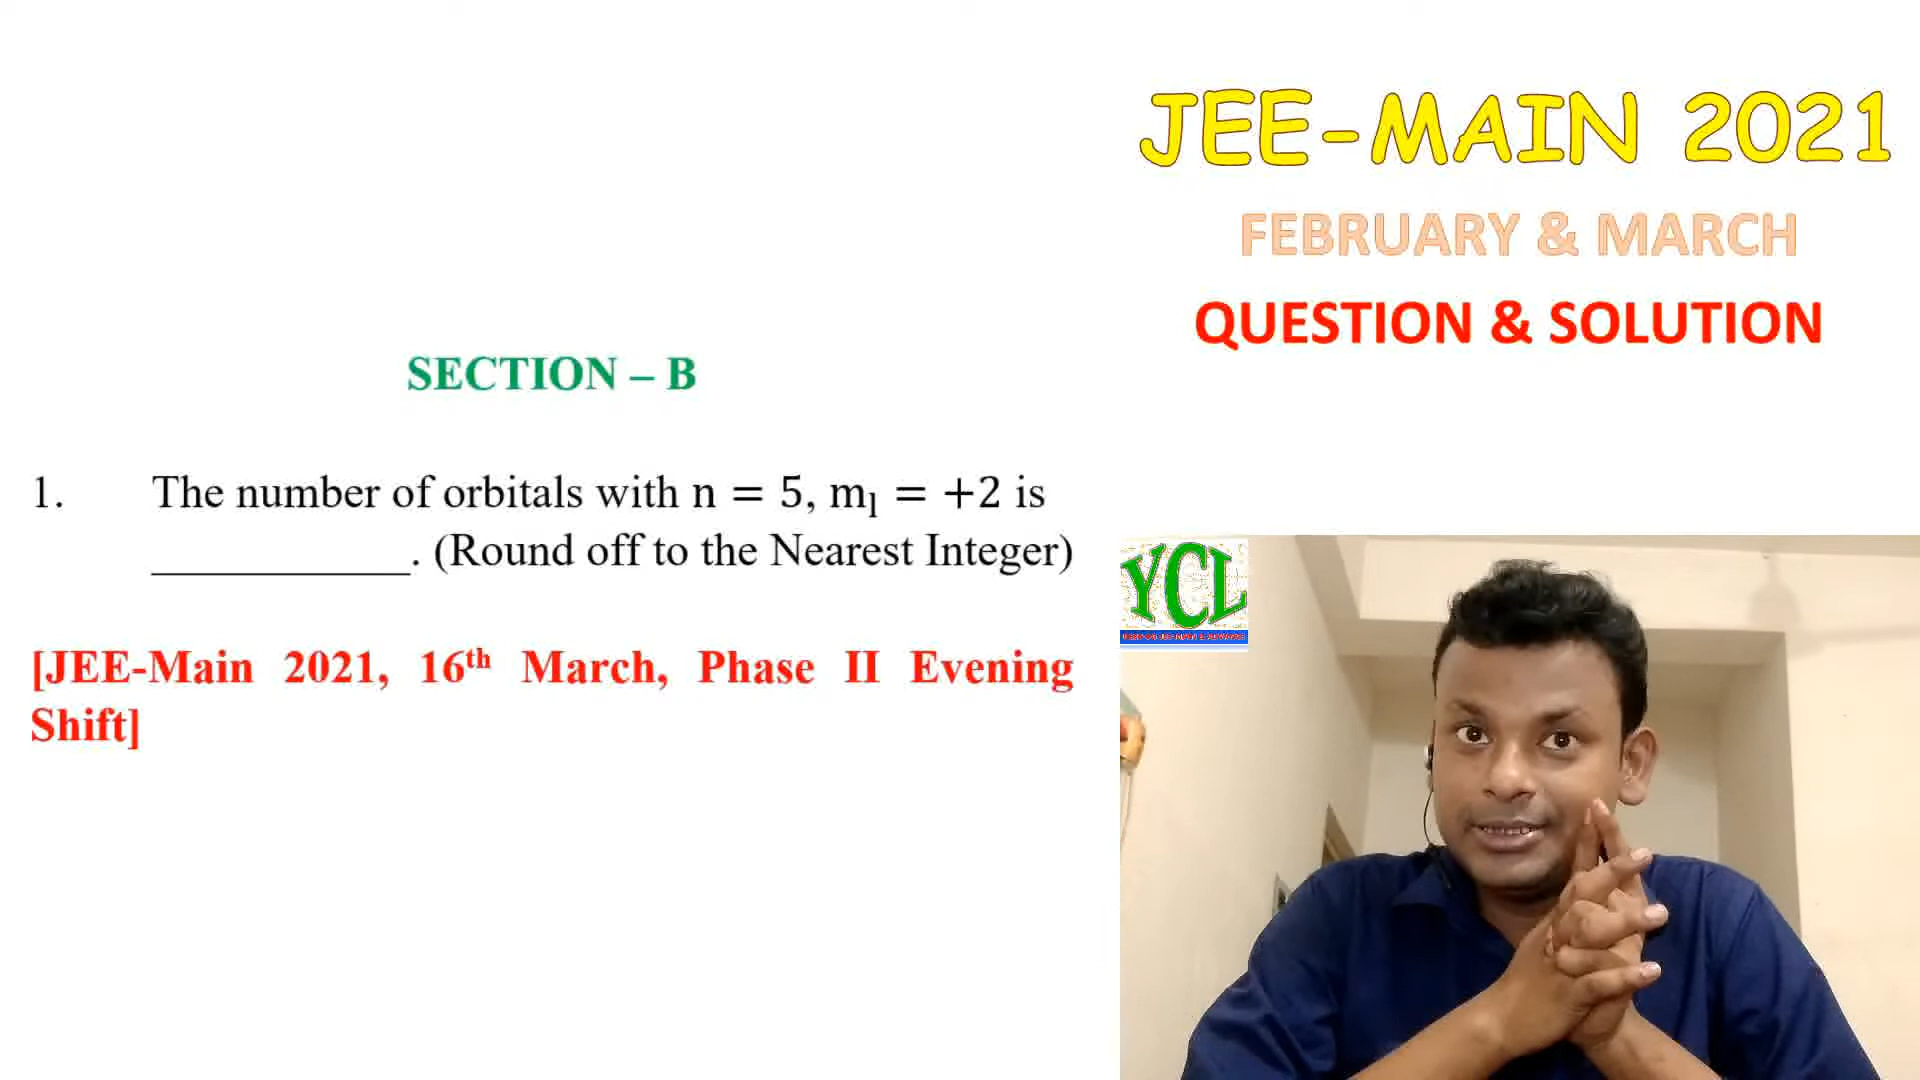 JEE-MAIN 2021
FEBRUARY & MARCH
QUESTION & SOLUTION
SECTION – B
1. The number of orbitals with n = 5, mₗ = +2 is
____________. (Round off to the Nearest Integer)
[JEE-Main 2021, 16th March, Phase II Evening
Shift]
YCL